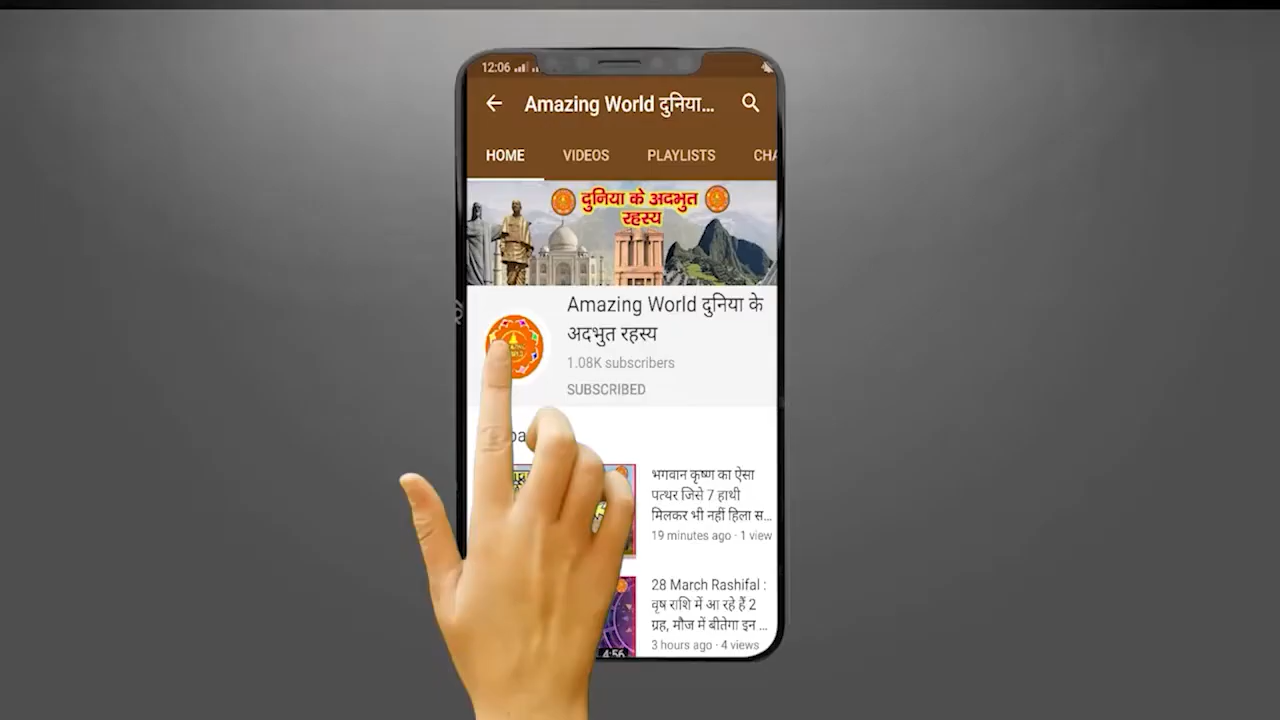 12:06
Amazing World दुनिया...
HOME VIDEOS PLAYLISTS CHA
दुनिया के अदभुत
रहस्य
Amazing World दुनिया के
अदभुत रहस्य
1.08K subscribers
SUBSCRIBED
भगवान कृष्ण का ऐसा
पत्थर जिसे 7 हाथी
मिलकर भी नहीं हिला स...
19 minutes ago · 1 view
28 March Rashifal :
वृष राशि में आ रहे हैं 2
ग्रह, मौज में बीतेगा इन ...
3 hours ago · 4 views
4:56